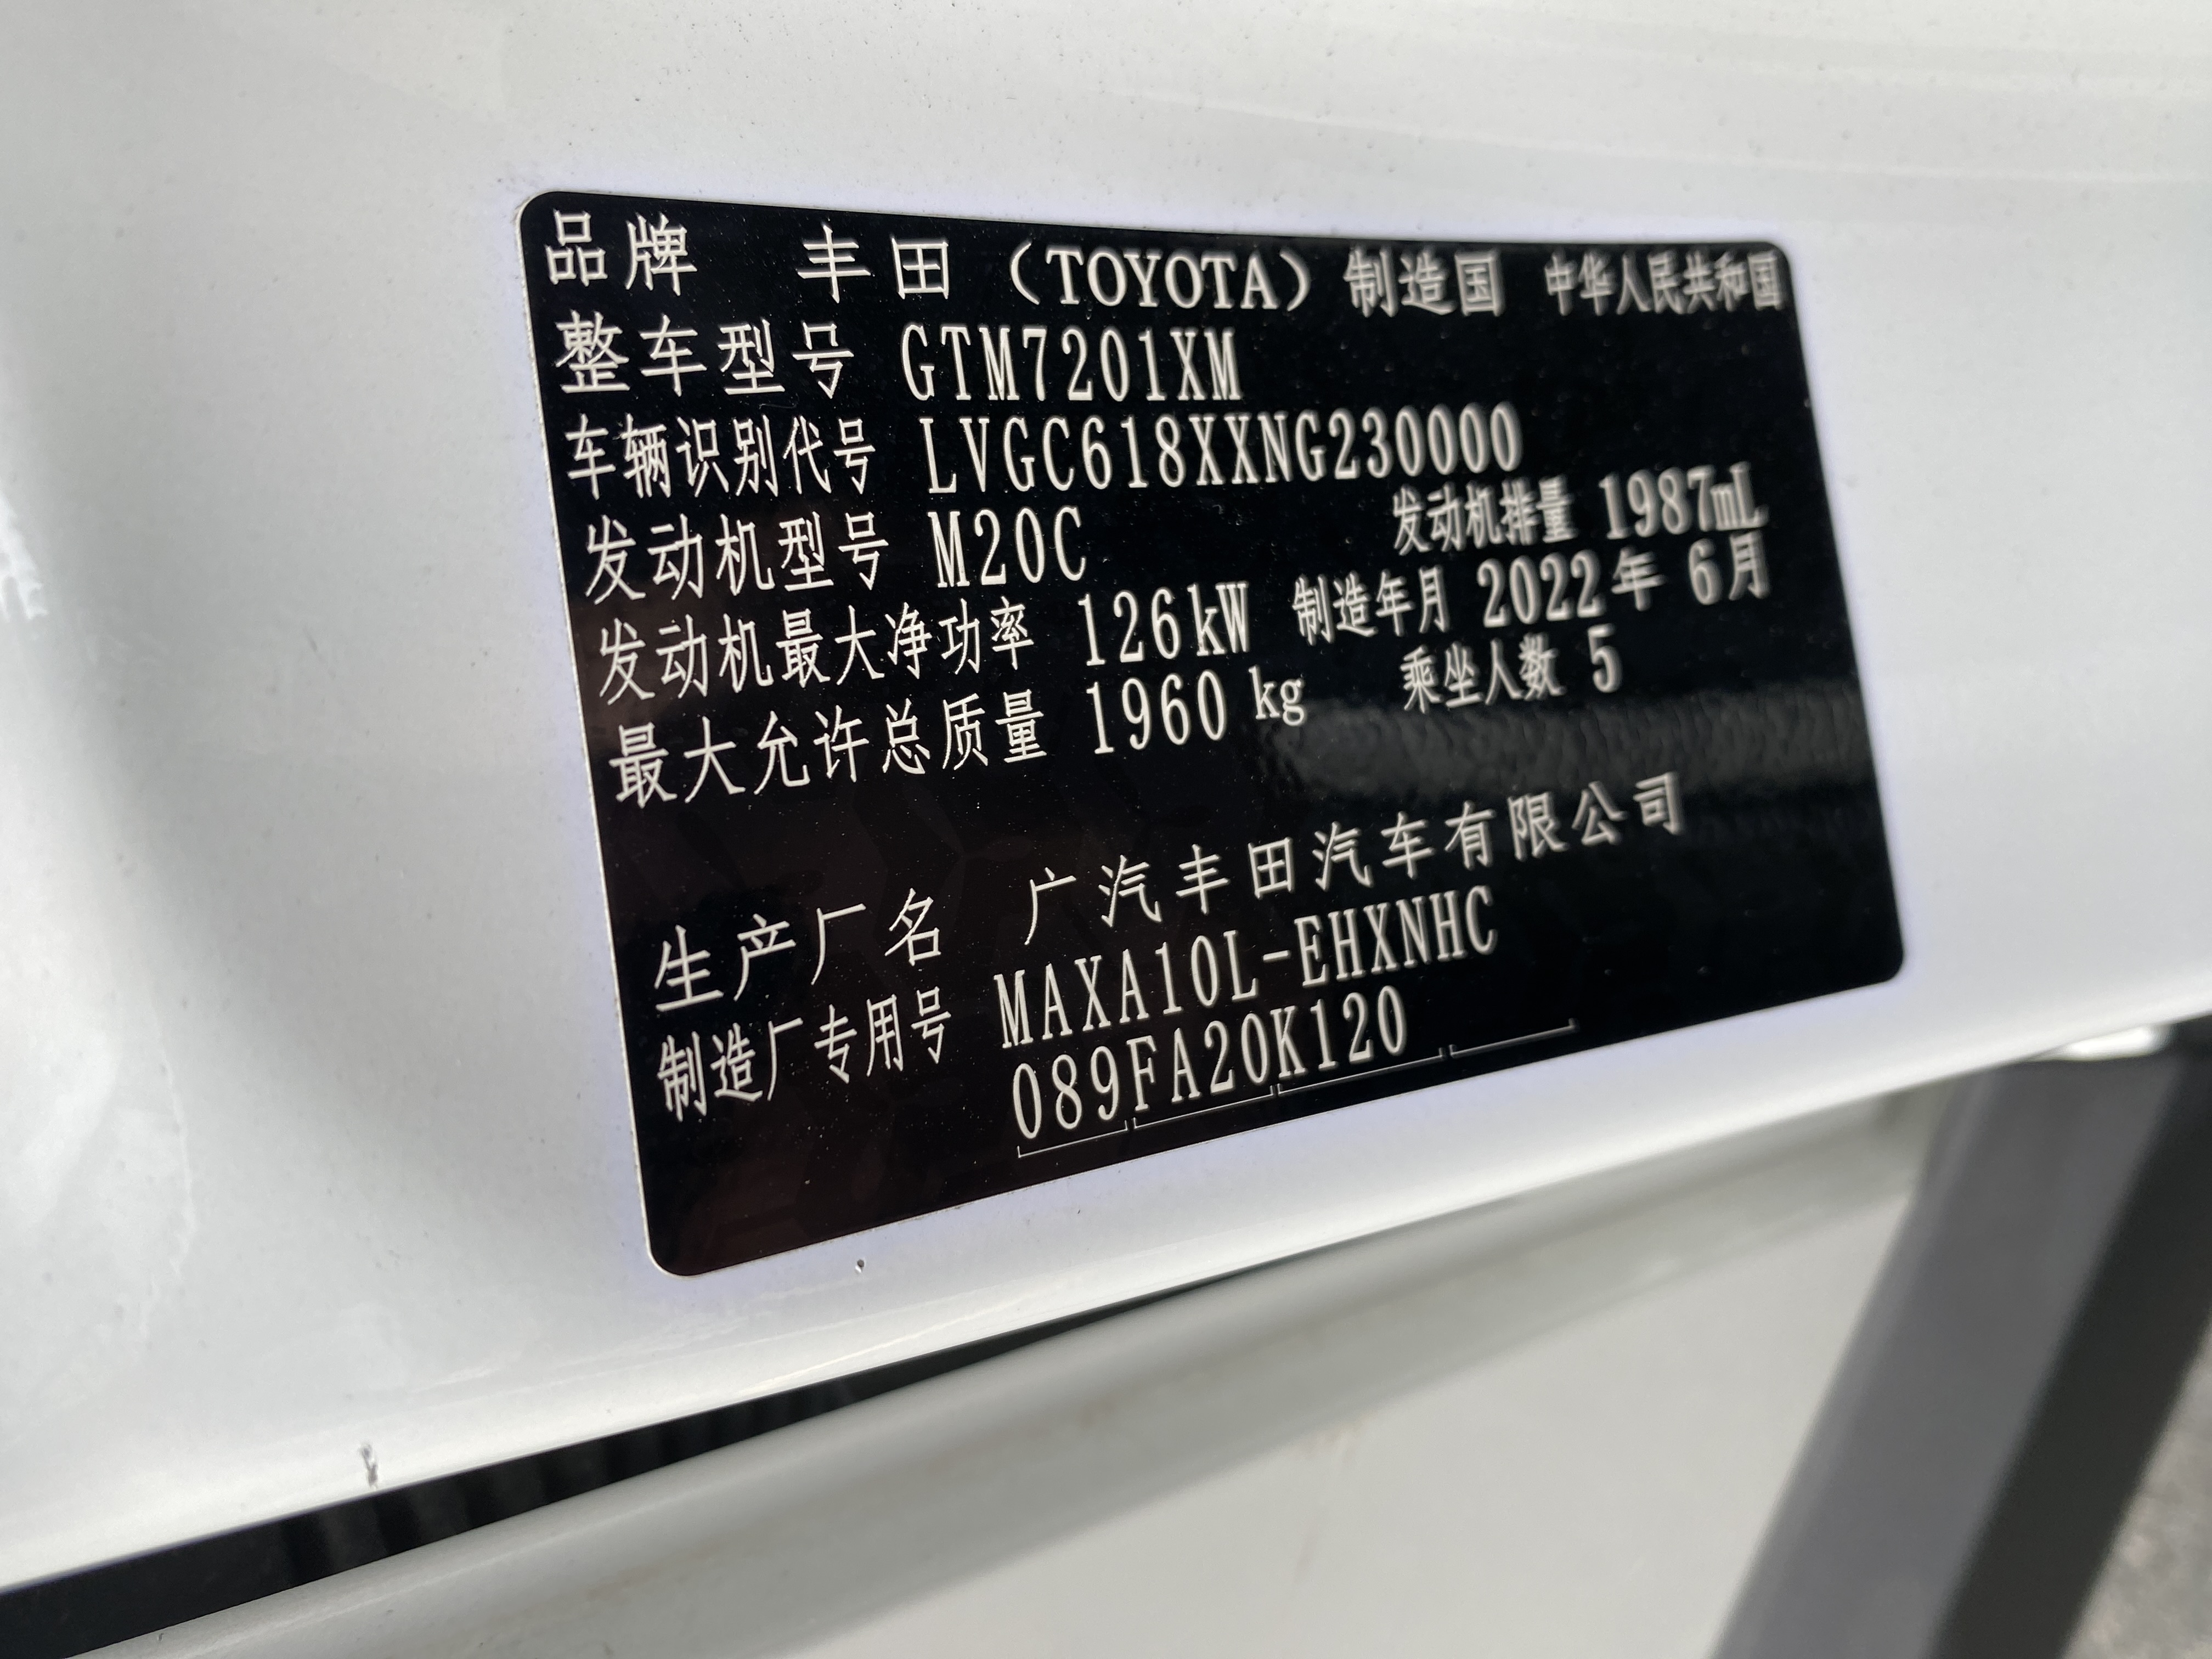 品牌 丰田（TOYOTA）制造国 中华人民共和国
整车型号 GTM7201XM
车辆识别代号 LVGC618XXNG230000
发动机型号 M20C 发动机排量 1987mL
发动机最大净功率 126kW 制造年月 2022年 6月
最大允许总质量 1960 kg 乘坐人数 5
生产厂名 广汽丰田汽车有限公司
制造厂专用号 MAXA10L-EHXNHC
089FA20K120